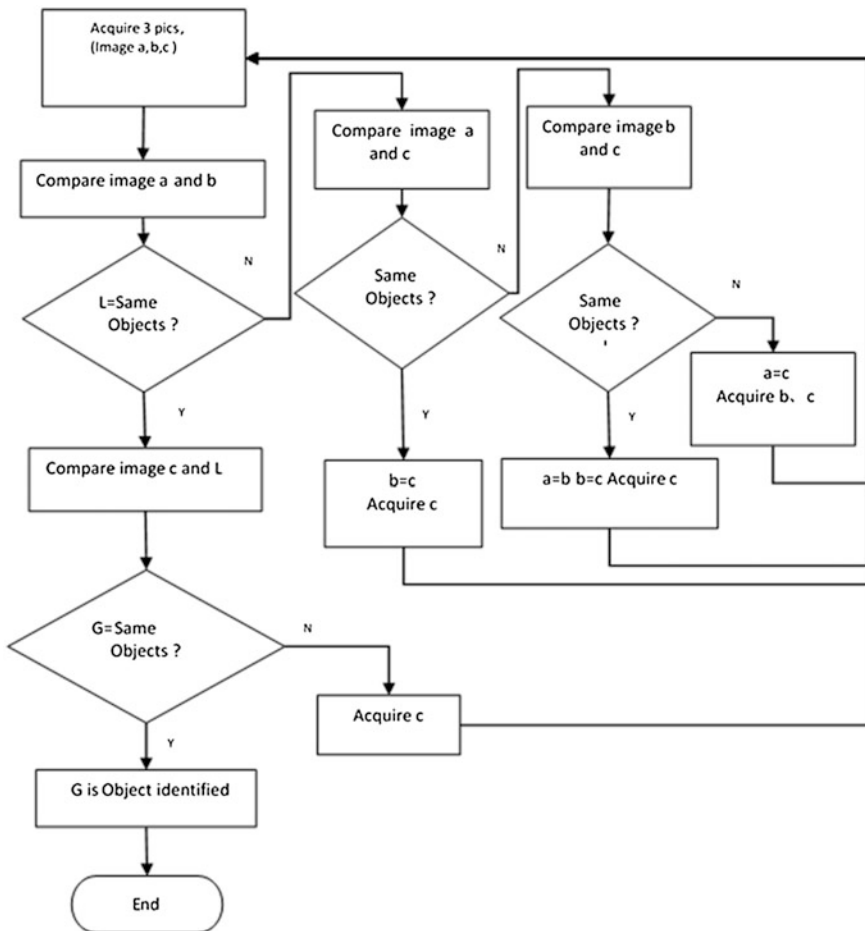 Acquire 3 pics,
(Image a,b,c)
Compare image a and b
N
L=Same
Objects ?
Y
Compare image c and L
G=Same
Objects ?
N
Y
Acquire c
G is Object identified
End
Compare image a
and c
Same
Objects ?
N
Y
b=c
Acquire c
Compare image b
and c
Same
Objects ?
N
Y
a=b b=c Acquire c
a=c
Acquire b、c